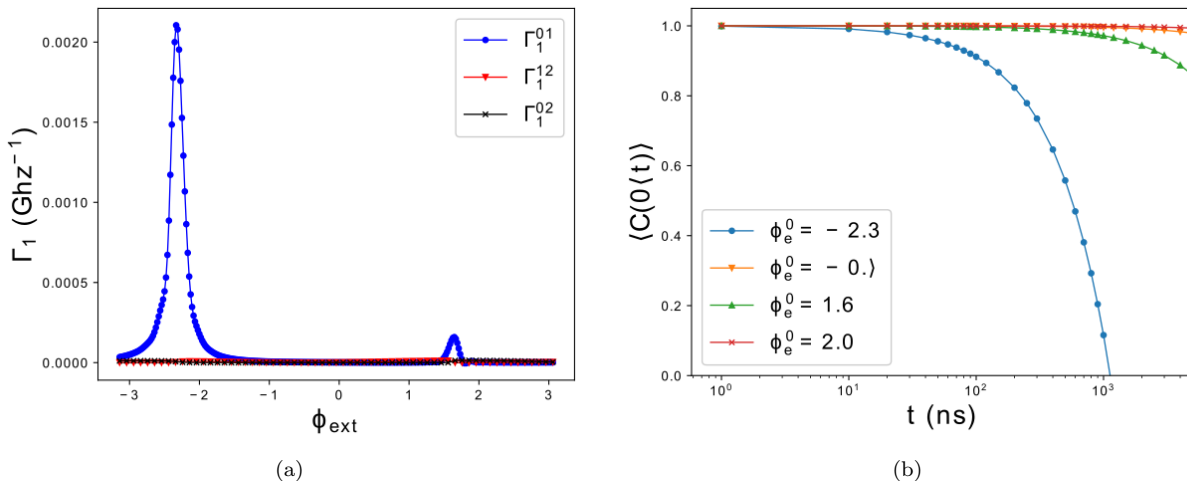 0.0020
0.0015
0.0010
0.0005
0.0000
Γ₁ (Ghz⁻¹)
Γ₁⁰¹
Γ₁¹²
Γ₁⁰²
− 3 − 2 − 1 0 1 2 3
ϕext
(a)
1.0
0.8
0.6
0.4
0.2
0.0
⟨C(0⟨t)⟩
ϕₑ⁰ = − 2.3
ϕₑ⁰ = − 0.⟩
ϕₑ⁰ = 1.6
ϕₑ⁰ = 2.0
10⁰ 10¹ 10² 10³
t (ns)
(b)